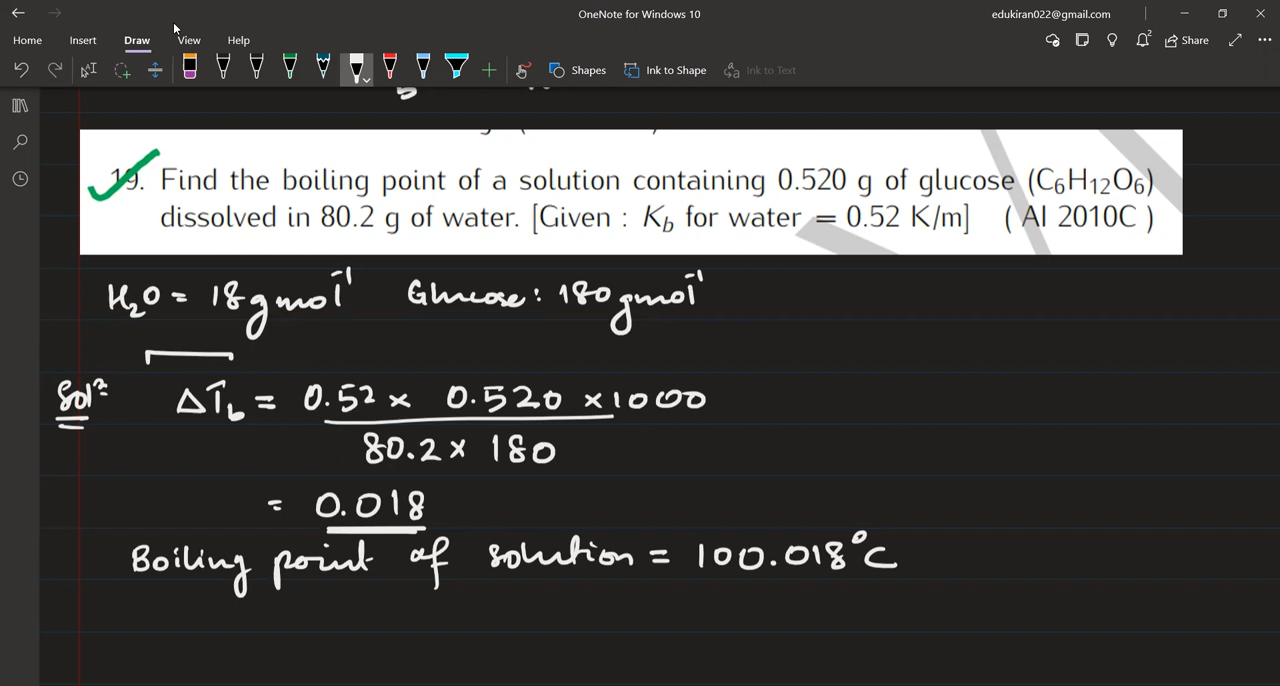 OneNote for Windows 10
edukiran022@gmail.com
Home Insert Draw View Help
Share
Shapes Ink to Shape Ink to Text
19. Find the boiling point of a solution containing 0.520 g of glucose (C₆H₁₂O₆)
dissolved in 80.2 g of water. [Given : K_b for water = 0.52 K/m] ( AI 2010C )
H₂O = 18 g mol⁻¹ Glucose: 180 g mol⁻¹
Solⁿ ΔT_b = 0.52 × 0.520 × 1000
80.2 × 180
= 0.018
Boiling point of solution = 100.018°C